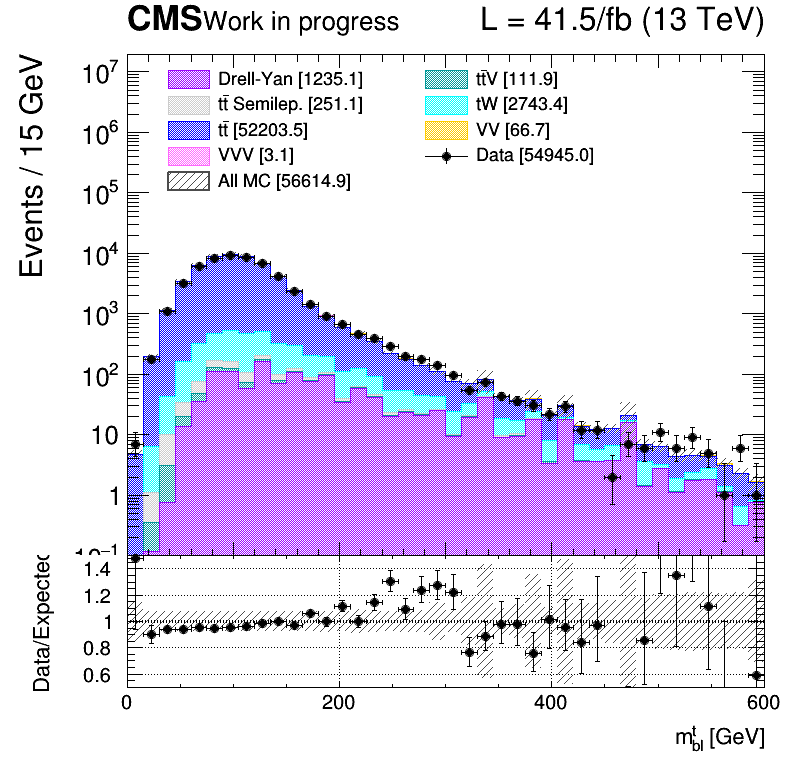 CMS Work in progress L = 41.5/fb (13 TeV)
Events / 15 GeV
Drell-Yan [1235.1]
tt̄ Semilep. [251.1]
tt̄ [52203.5]
VVV [3.1]
All MC [56614.9]
tt̄V [111.9]
tW [2743.4]
VV [66.7]
Data [54945.0]
10⁷
10⁶
10⁵
10⁴
10³
10²
10
1
10⁻¹
Data/Expected
1.4
1.2
1
0.8
0.6
0 200 400 600
m^t_bl [GeV]